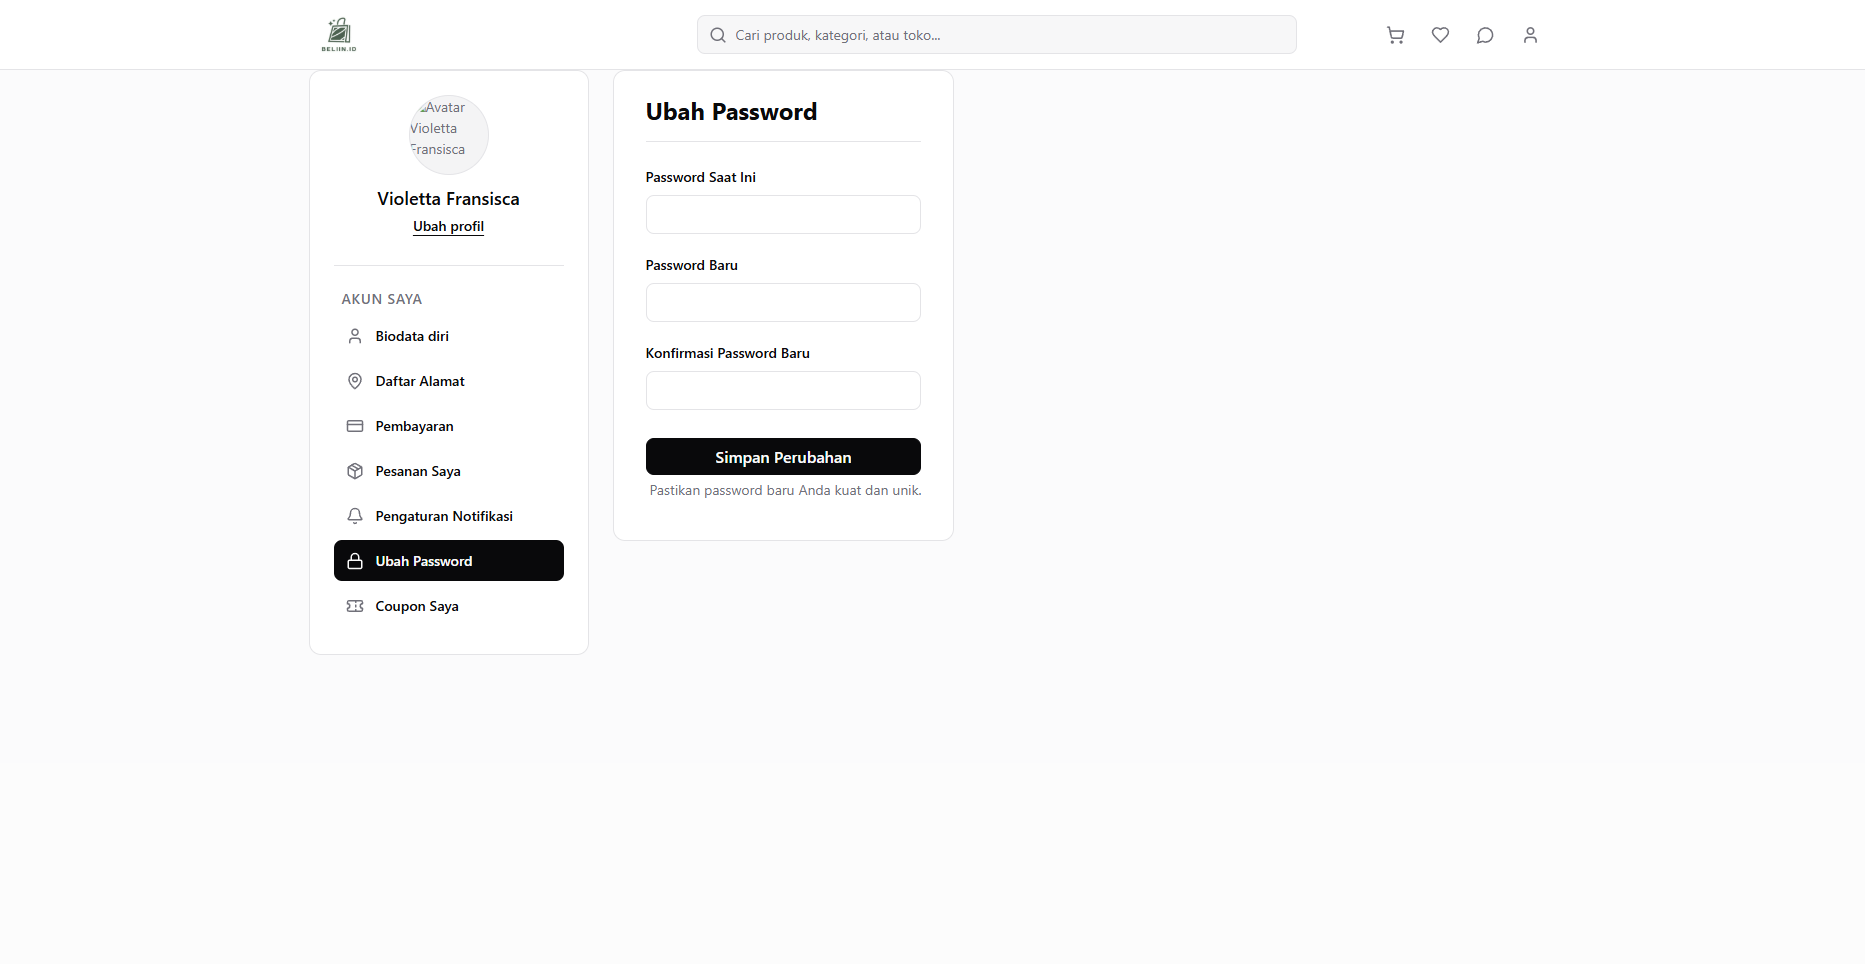 BELIIN.ID
Cari produk, kategori, atau toko...
Avatar
Violetta
Fransisca
Violetta Fransisca
Ubah profil
AKUN SAYA
Biodata diri
Daftar Alamat
Pembayaran
Pesanan Saya
Pengaturan Notifikasi
Ubah Password
Coupon Saya
Ubah Password
Password Saat Ini
Password Baru
Konfirmasi Password Baru
Simpan Perubahan
Pastikan password baru Anda kuat dan unik.